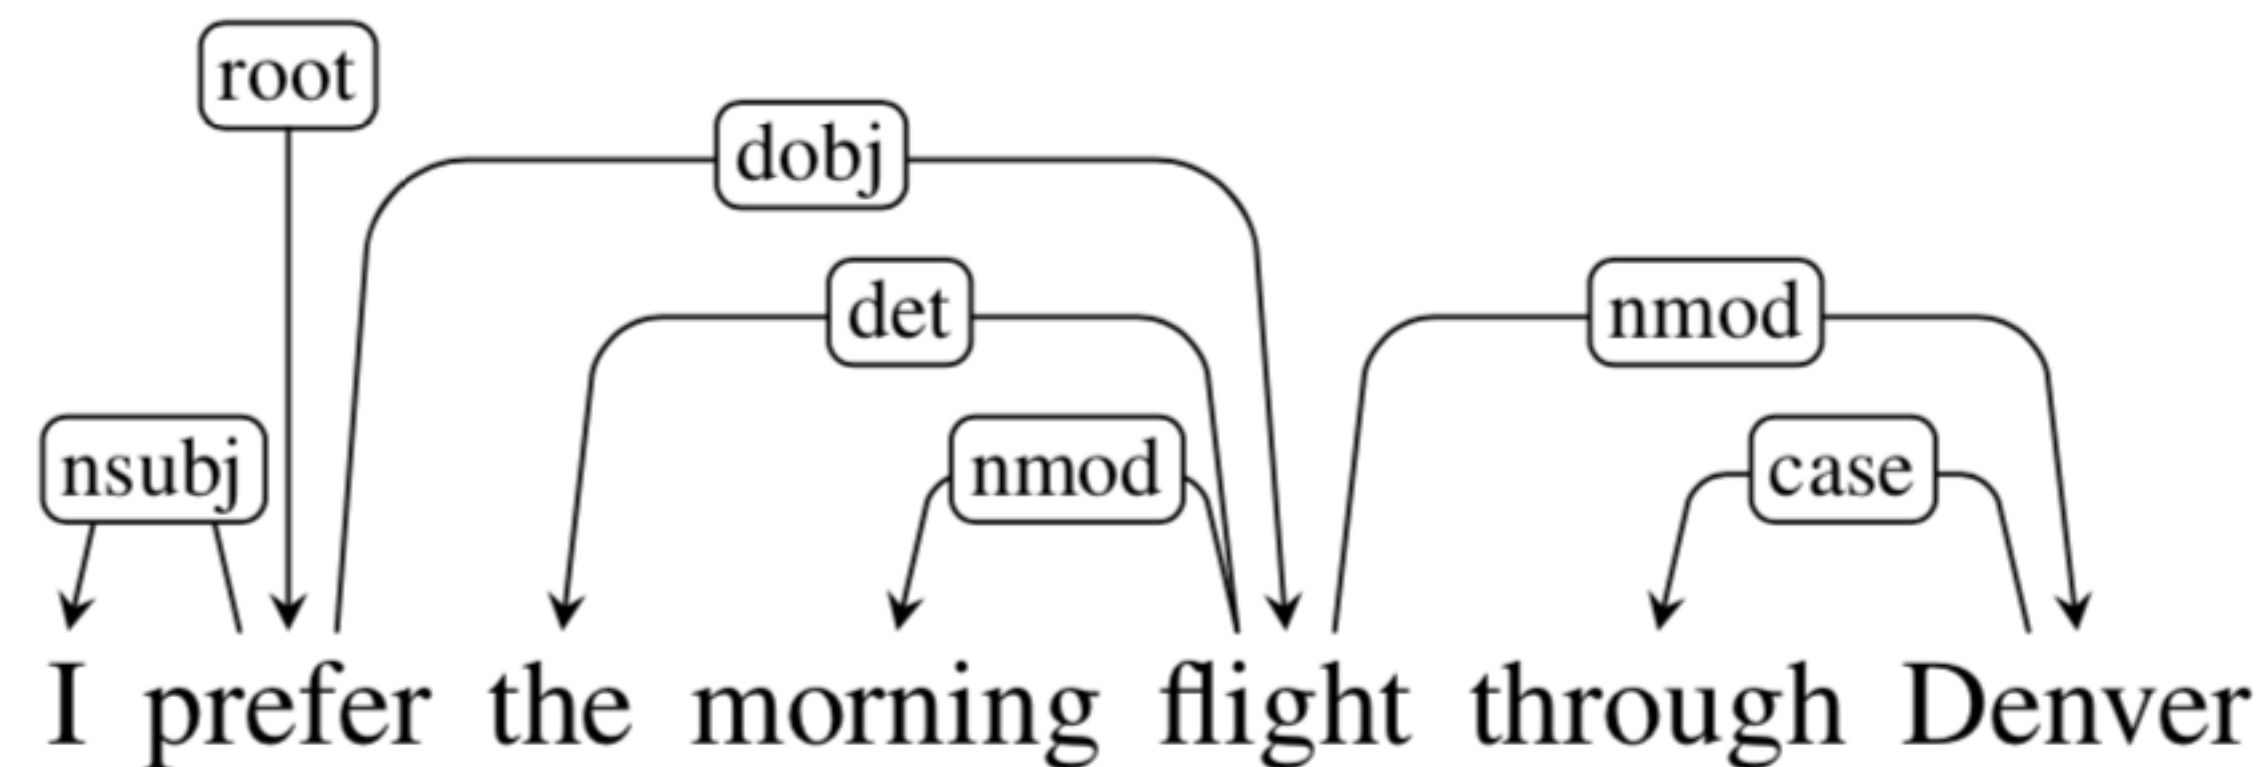 root
dobj
det nmod
nsubj nmod case
I prefer the morning flight through Denver